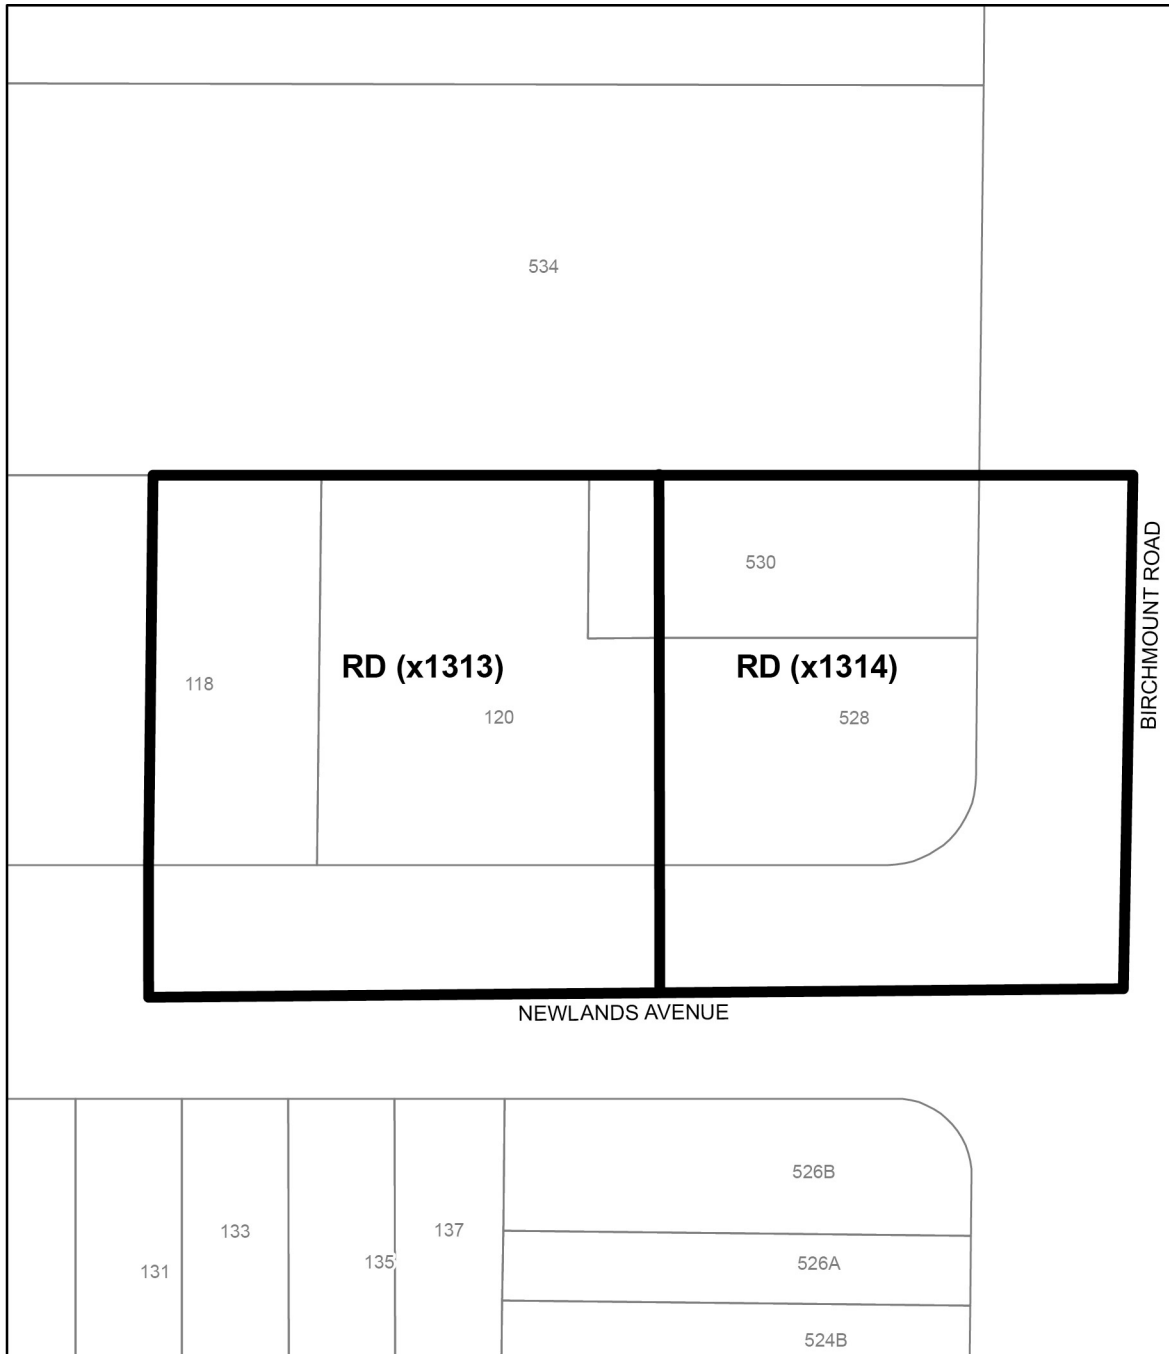 534
530
BIRCHMOUNT ROAD
RD (x1313)
RD (x1314)
118
120
528
NEWLANDS AVENUE
526B
133
137
135
526A
131
524B